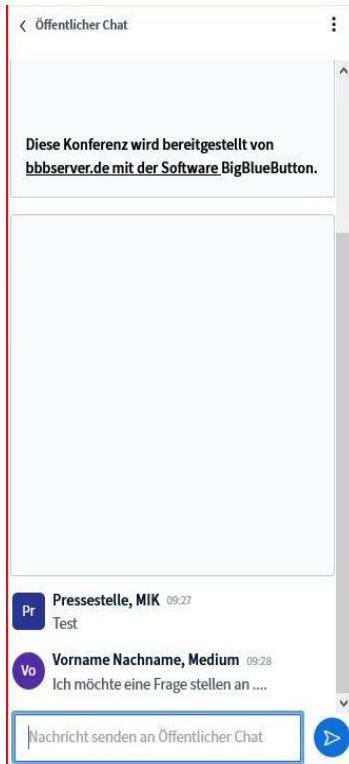 Öffentlicher Chat
Diese Konferenz wird bereitgestellt von
bbbserver.de mit der Software BigBlueButton.
Pr
Pressestelle, MIK 09:27
Test
Vo
Vorname Nachname, Medium 09:28
Ich möchte eine Frage stellen an ....
Nachricht senden an Öffentlicher Chat